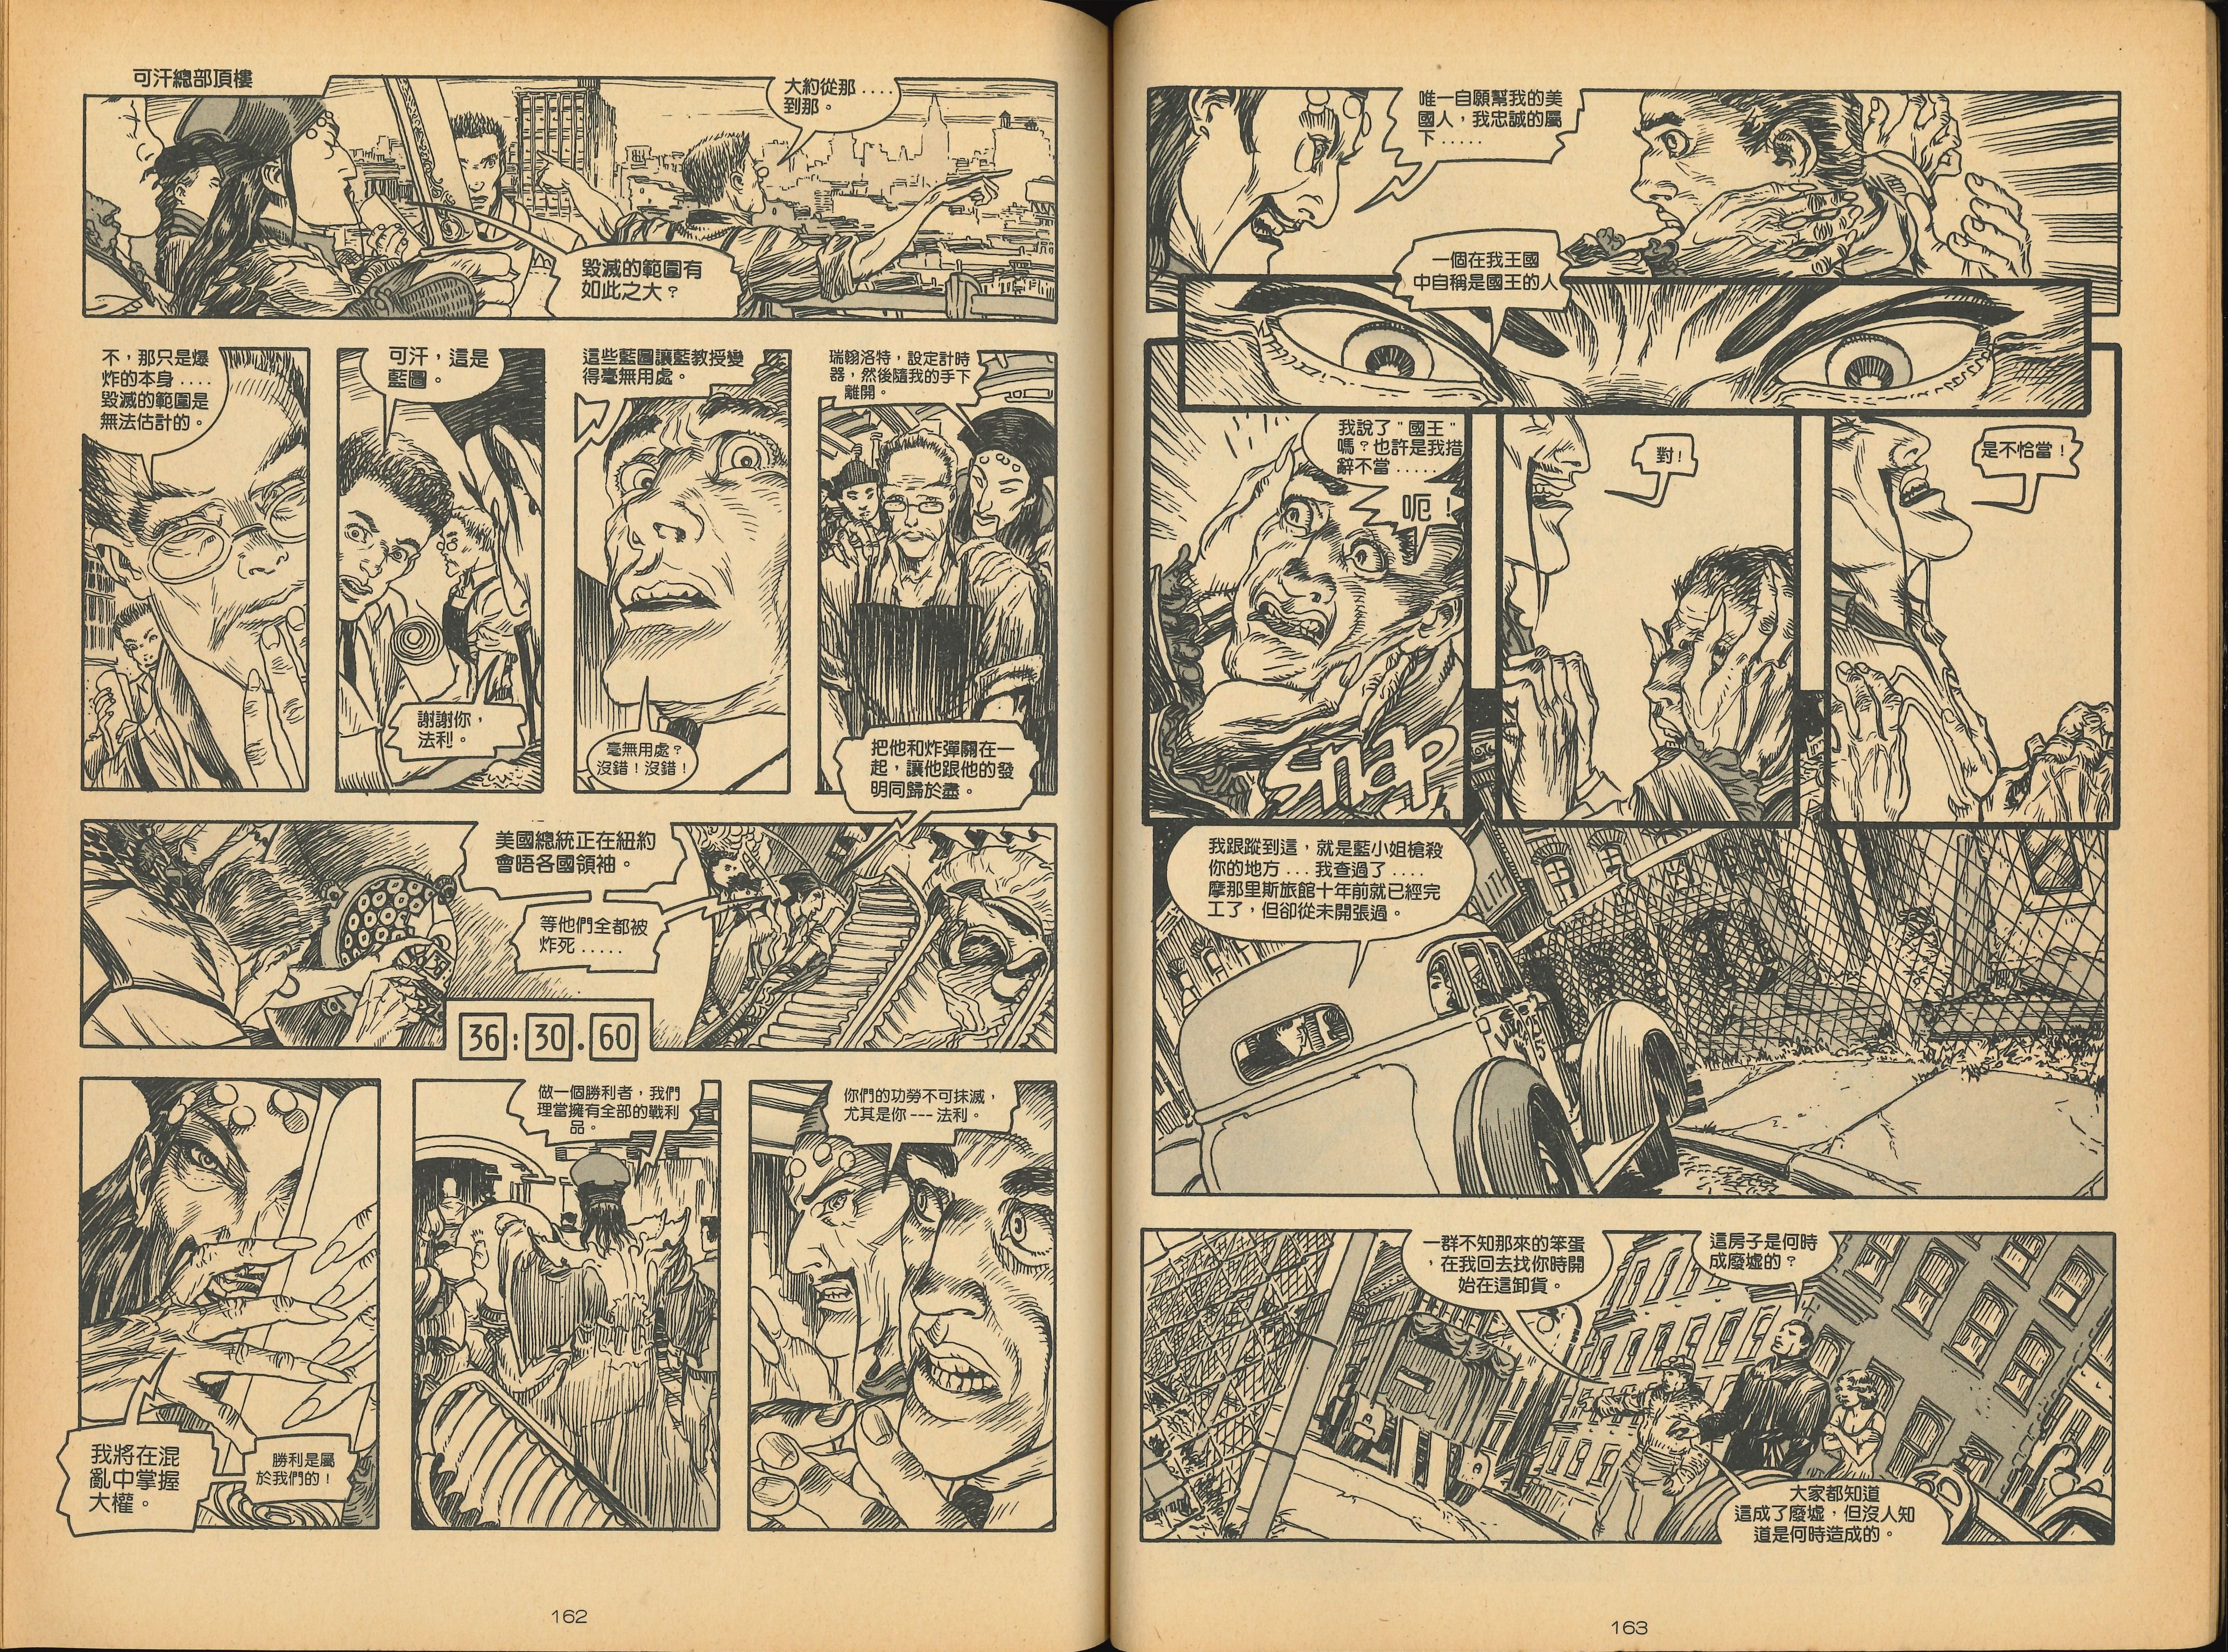 可汗總部頂樓
大約從那....
到那。
毀滅的範圍有
如此之大？
不，那只是爆
炸的本身....
毀滅的範圍是
無法估計的。
可汗，這是
藍圖。
謝謝你，
法利。
這些藍圖讓藍教授變
得毫無用處。
毫無用處？
沒錯！沒錯！
瑞翰洛特，設定計時
器，然後隨我的手下
離開。
把他和炸彈關在一
起，讓他跟他的發
明同歸於盡。
美國總統正在紐約
會晤各國領袖。
等他們全都被
炸死.....
36:30.60
我將在混
亂中掌握
大權。
勝利是屬
於我們的！
做一個勝利者，我們
理當擁有全部的戰利
品。
你們的功勞不可抹滅，
尤其是你---法利。
162
唯一自願幫我的美
國人，我忠誠的屬
下.....
一個在我王國
中自稱是國王的人
我說了"國王"
嗎？也許是我措
辭不當.....
呃！
SNAP
對！
是不恰當！
我跟蹤到這，就是藍小姐槍殺
你的地方...我查過了....
摩那里斯旅館十年前就已經完
工了，但卻從未開張過。
一群不知那來的笨蛋
，在我回去找你時開
始在這卸貨。
這房子是何時
成廢墟的？
大家都知道
這成了廢墟，但沒人知
道是何時造成的。
163